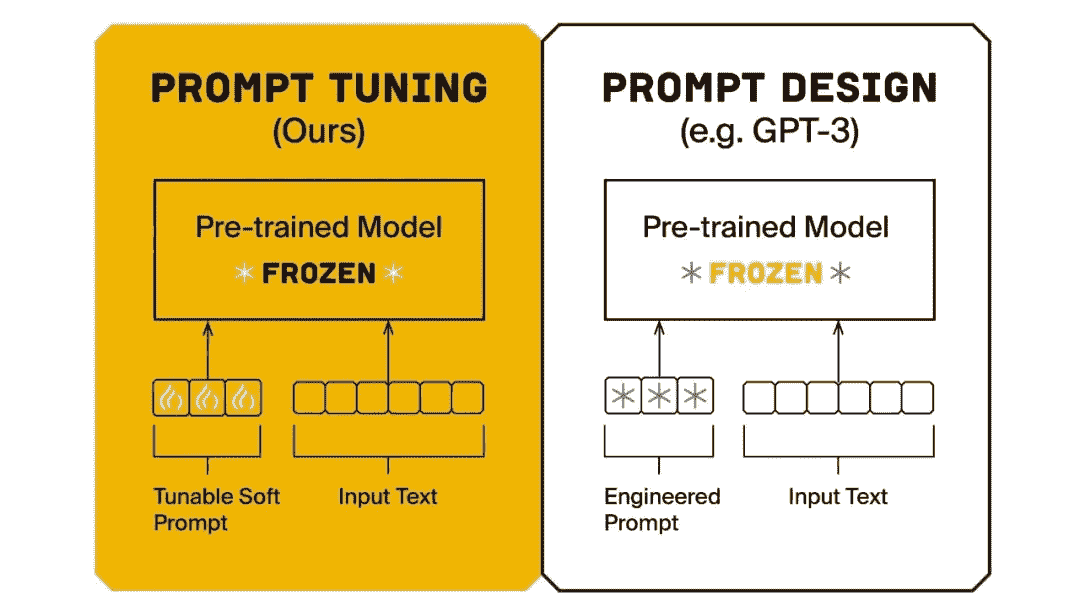 PROMPT TUNING
(Ours)
Pre-trained Model
FROZEN
Tunable Soft
Prompt
Input Text
PROMPT DESIGN
(e.g. GPT-3)
Pre-trained Model
FROZEN
Engineered
Prompt
Input Text